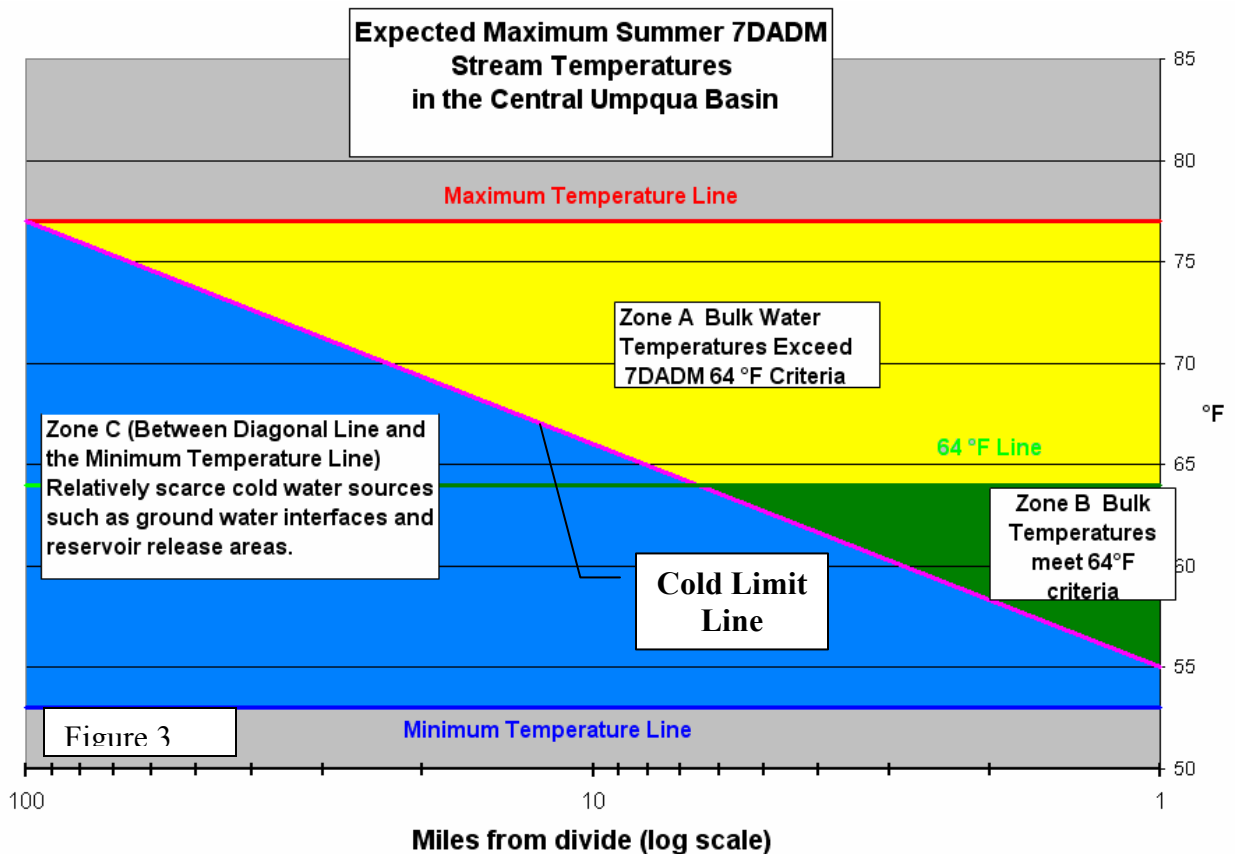 Expected Maximum Summer 7DADM
Stream Temperatures
in the Central Umpqua Basin
85
80
Maximum Temperature Line
75
Zone A Bulk Water
Temperatures Exceed
7DADM 64 °F Criteria
70
°F
Zone C (Between Diagonal Line and
the Minimum Temperature Line)
Relatively scarce cold water sources
such as ground water interfaces and
reservoir release areas.
64 °F Line
65
Zone B Bulk
Temperatures
meet 64°F
criteria
60
Cold Limit
Line
55
Figure 3
Minimum Temperature Line
50
100
10
1
Miles from divide (log scale)